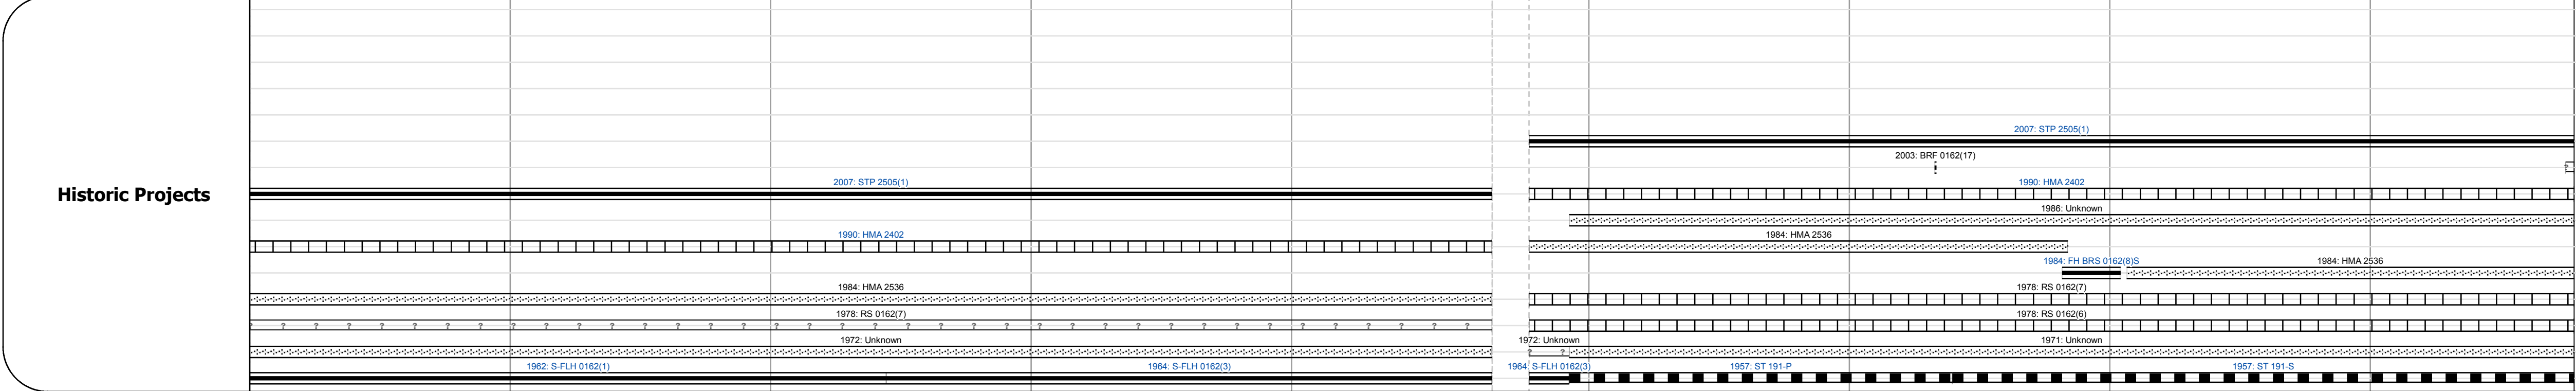 2007: STP 2505(1)
2003: BRF 0162(17)
Historic Projects
2007: STP 2505(1)
1990: HMA 2402
1986: Unknown
1990: HMA 2402
1984: HMA 2536
1984: FH BRS 0162(8)S
1984: HMA 2536
1984: HMA 2536
1978: RS 0162(7)
1978: RS 0162(7)
? ? ? ? ? ? ? ? ? ? ? ? ? ? ? ? ? ? ? ? ? ? ? ? ? ? ? ? ? ? ? ? ? ? ? ? ?
1978: RS 0162(6)
1972: Unknown
1972: Unknown
? ?
1971: Unknown
1962: S-FLH 0162(1)
1964: S-FLH 0162(3)
1964: S-FLH 0162(3)
1957: ST 191-P
1957: ST 191-S